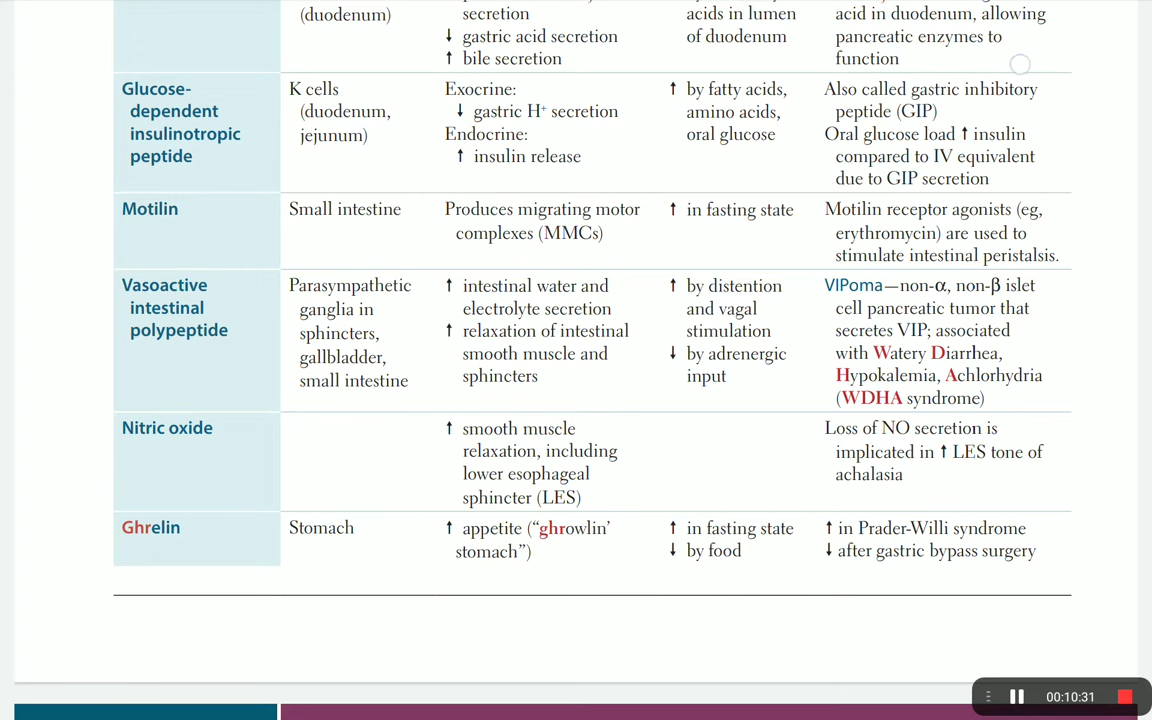 (duodenum)
secretion
↓ gastric acid secretion
↑ bile secretion
acids in lumen
of duodenum
acid in duodenum, allowing
pancreatic enzymes to
function
Glucose-
dependent
insulinotropic
peptide
K cells
(duodenum,
jejunum)
Exocrine:
↓ gastric H⁺ secretion
Endocrine:
↑ insulin release
↑ by fatty acids,
amino acids,
oral glucose
Also called gastric inhibitory
peptide (GIP)
Oral glucose load ↑ insulin
compared to IV equivalent
due to GIP secretion
Motilin
Small intestine
Produces migrating motor
complexes (MMCs)
↑ in fasting state
Motilin receptor agonists (eg,
erythromycin) are used to
stimulate intestinal peristalsis.
Vasoactive
intestinal
polypeptide
Parasympathetic
ganglia in
sphincters,
gallbladder,
small intestine
↑ intestinal water and
electrolyte secretion
↑ relaxation of intestinal
smooth muscle and
sphincters
↑ by distention
and vagal
stimulation
↓ by adrenergic
input
VIPoma—non-α, non-β islet
cell pancreatic tumor that
secretes VIP; associated
with Watery Diarrhea,
Hypokalemia, Achlorhydria
(WDHA syndrome)
Nitric oxide
↑ smooth muscle
relaxation, including
lower esophageal
sphincter (LES)
Loss of NO secretion is
implicated in ↑ LES tone of
achalasia
Ghrelin
Stomach
↑ appetite (“ghrowlin’
stomach”)
↑ in fasting state
↓ by food
↑ in Prader-Willi syndrome
↓ after gastric bypass surgery
00:10:31